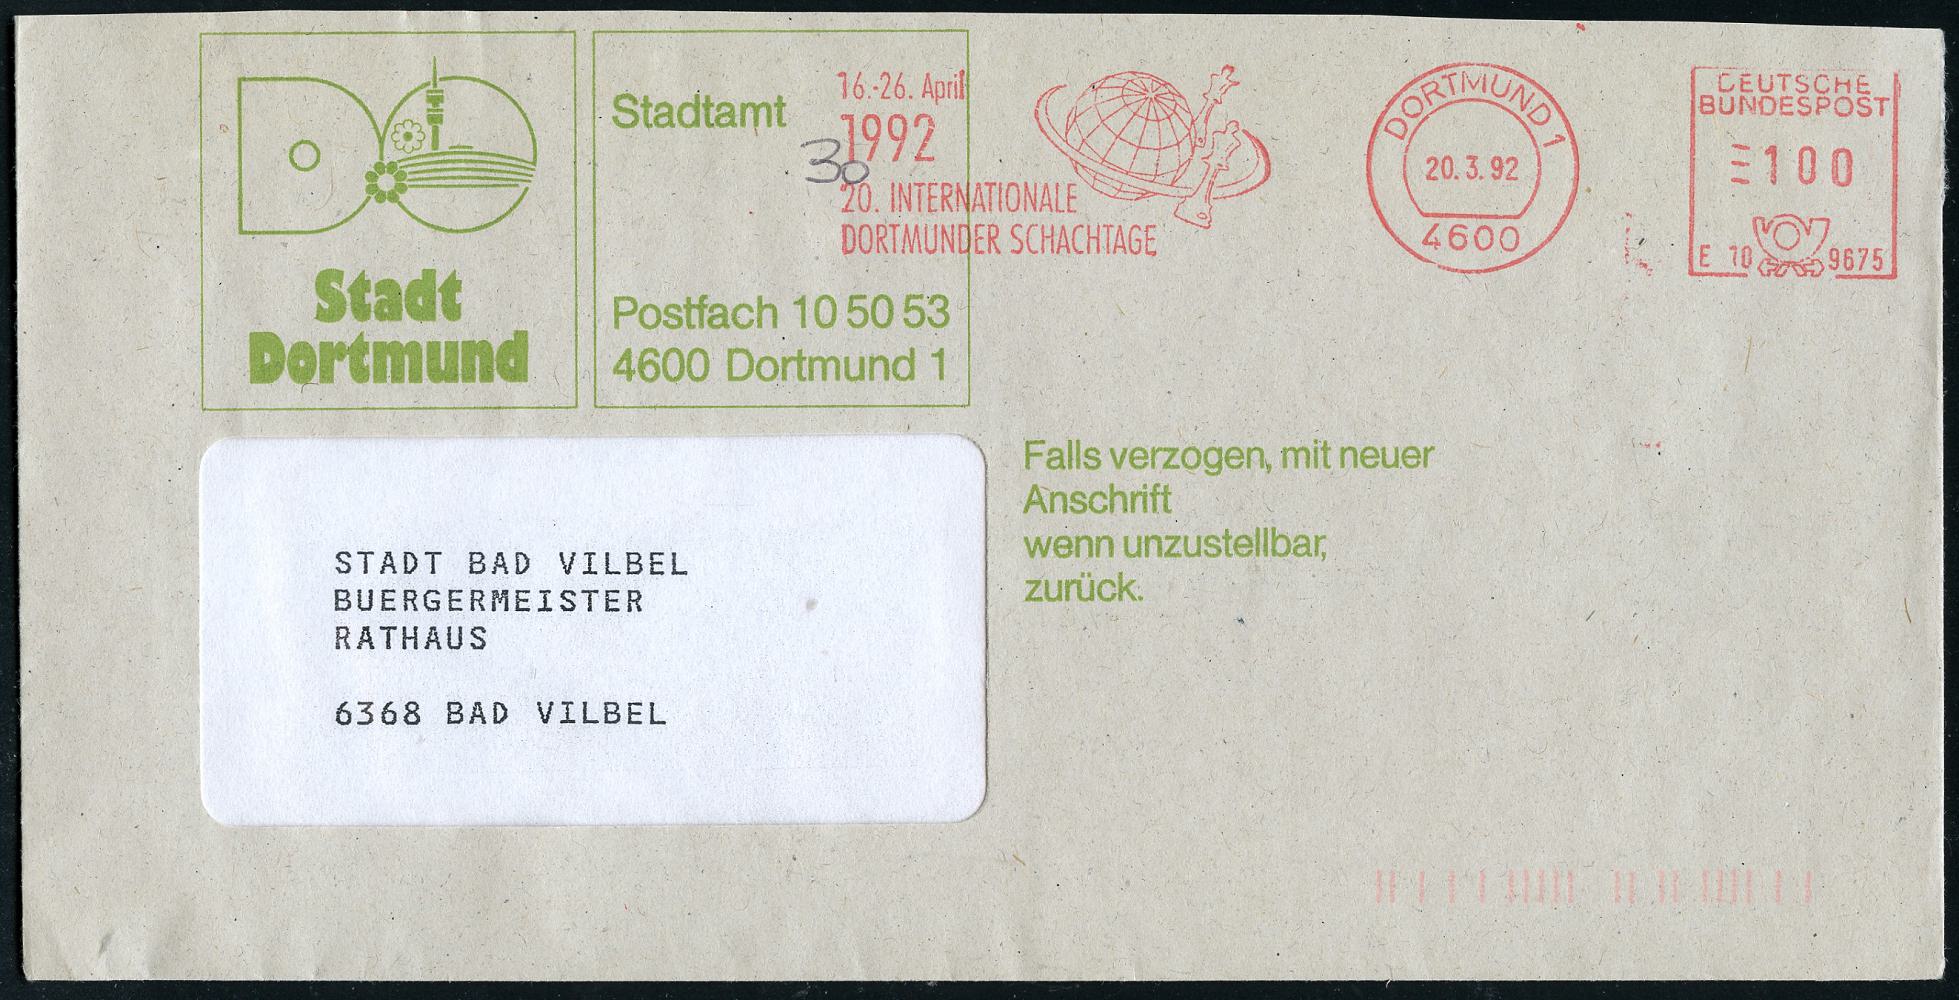 Stadt
Dortmund
Stadtamt
30
Postfach 10 50 53
4600 Dortmund 1
16.-26. April
1992
20. INTERNATIONALE
DORTMUNDER SCHACHTAGE
DORTMUND 1
20.3.92
4600
DEUTSCHE
BUNDESPOST
100
E 10 9675
Falls verzogen, mit neuer
Anschrift
wenn unzustellbar,
zurück.
STADT BAD VILBEL
BUERGERMEISTER
RATHAUS
6368 BAD VILBEL